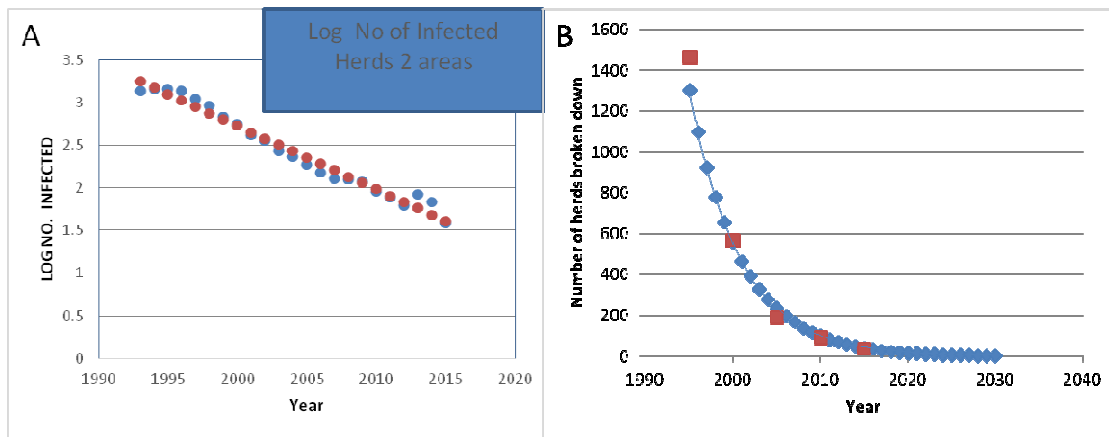 A
Log No of Infected
Herds 2 areas
3.5
3
2.5
2
1.5
1
0.5
0
LOG NO. INFECTED
1990 1995 2000 2005 2010 2015 2020
Year
B
1600
1400
1200
1000
800
600
400
200
0
Number of herds broken down
1990 2000 2010 2020 2030 2040
Year